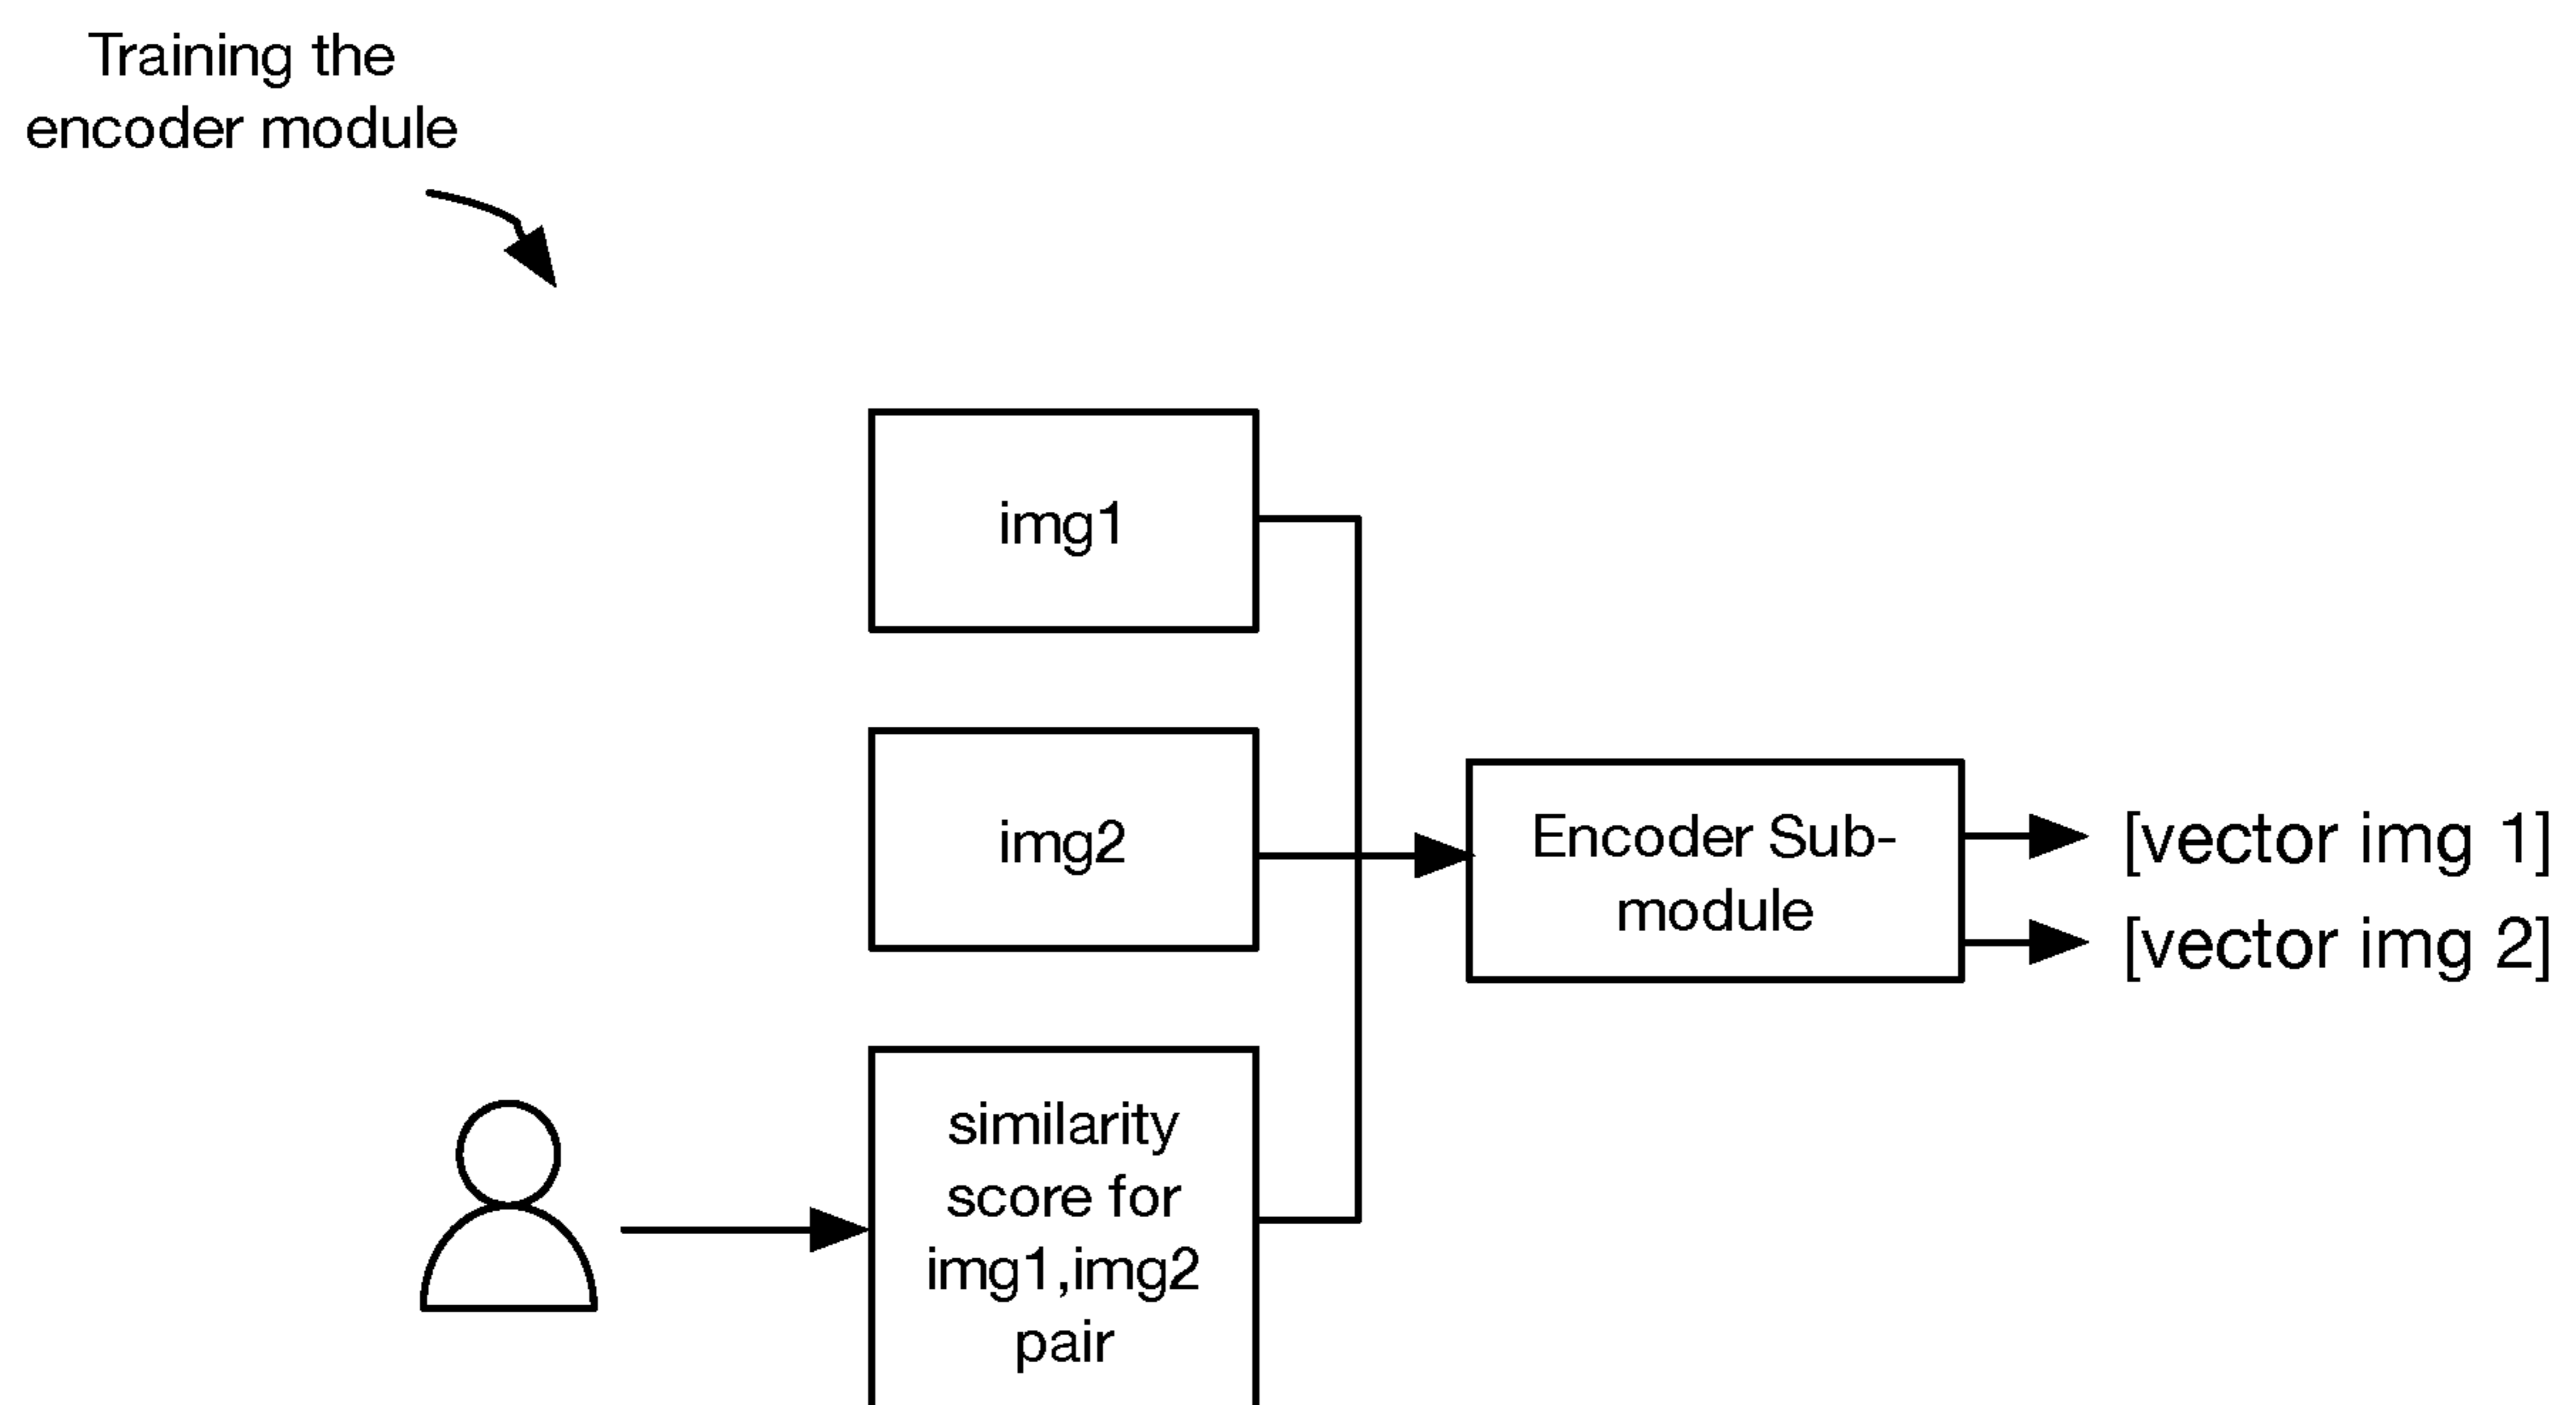 Training the
encoder module
img1
img2
Encoder Sub-
module
[vector img 1]
[vector img 2]
similarity
score for
img1,img2
pair